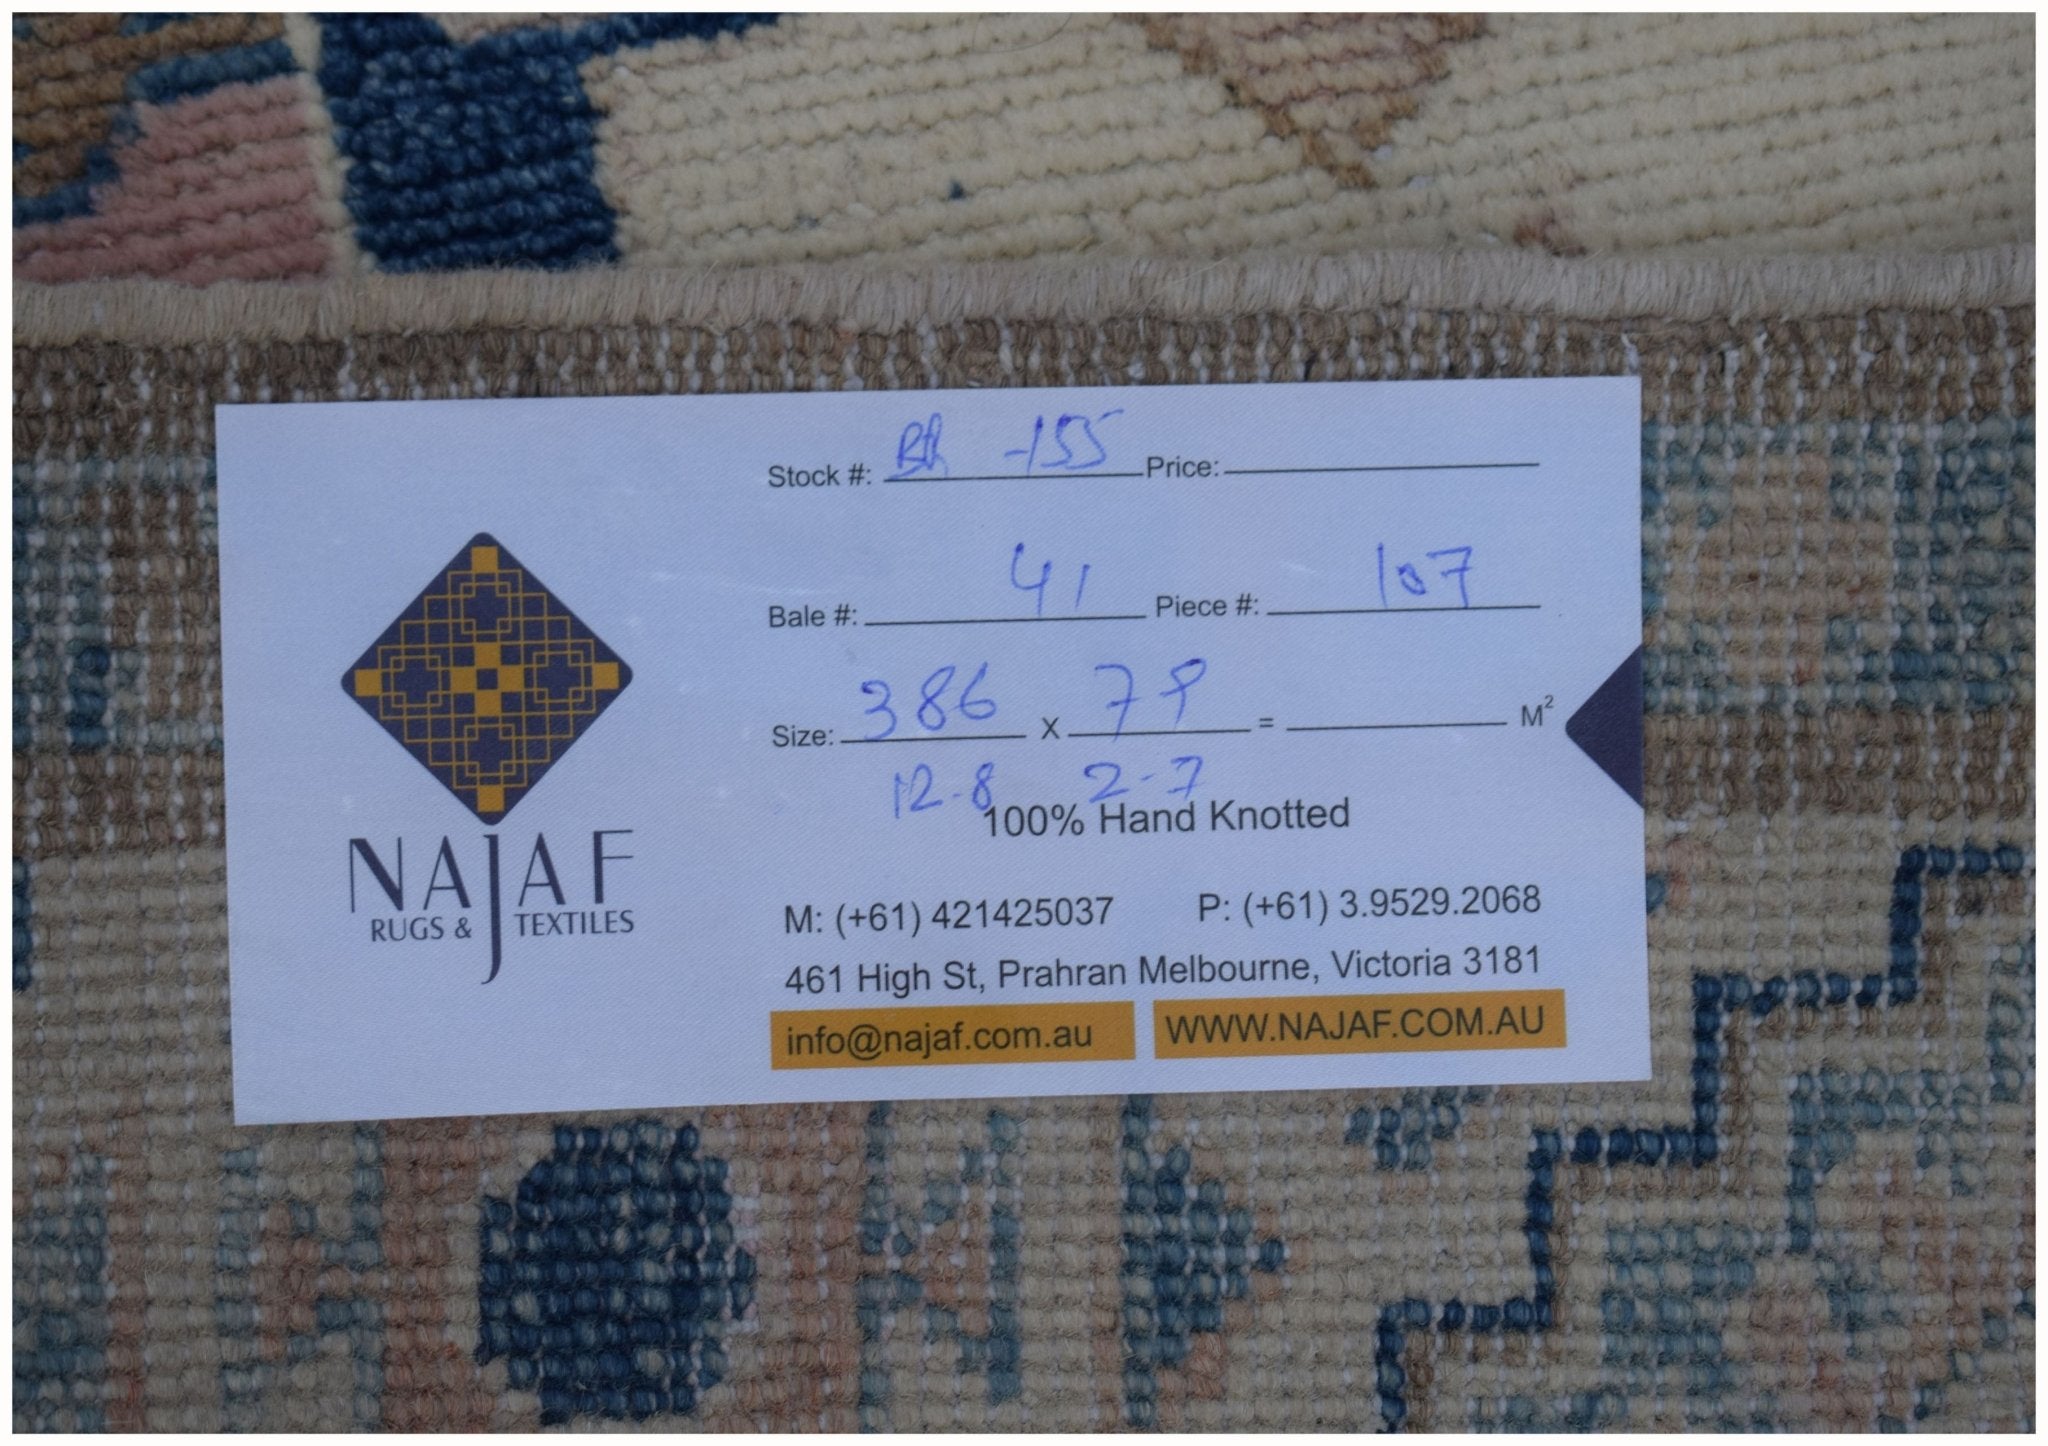 Stock #: BR -155 Price:
Bale #: 41 Piece #: 107
Size: 386 X 79 = M²
12-8 2-7
100% Hand Knotted
NAJAF
RUGS & TEXTILES
M: (+61) 421425037 P: (+61) 3.9529.2068
461 High St, Prahran Melbourne, Victoria 3181
info@najaf.com.au WWW.NAJAF.COM.AU